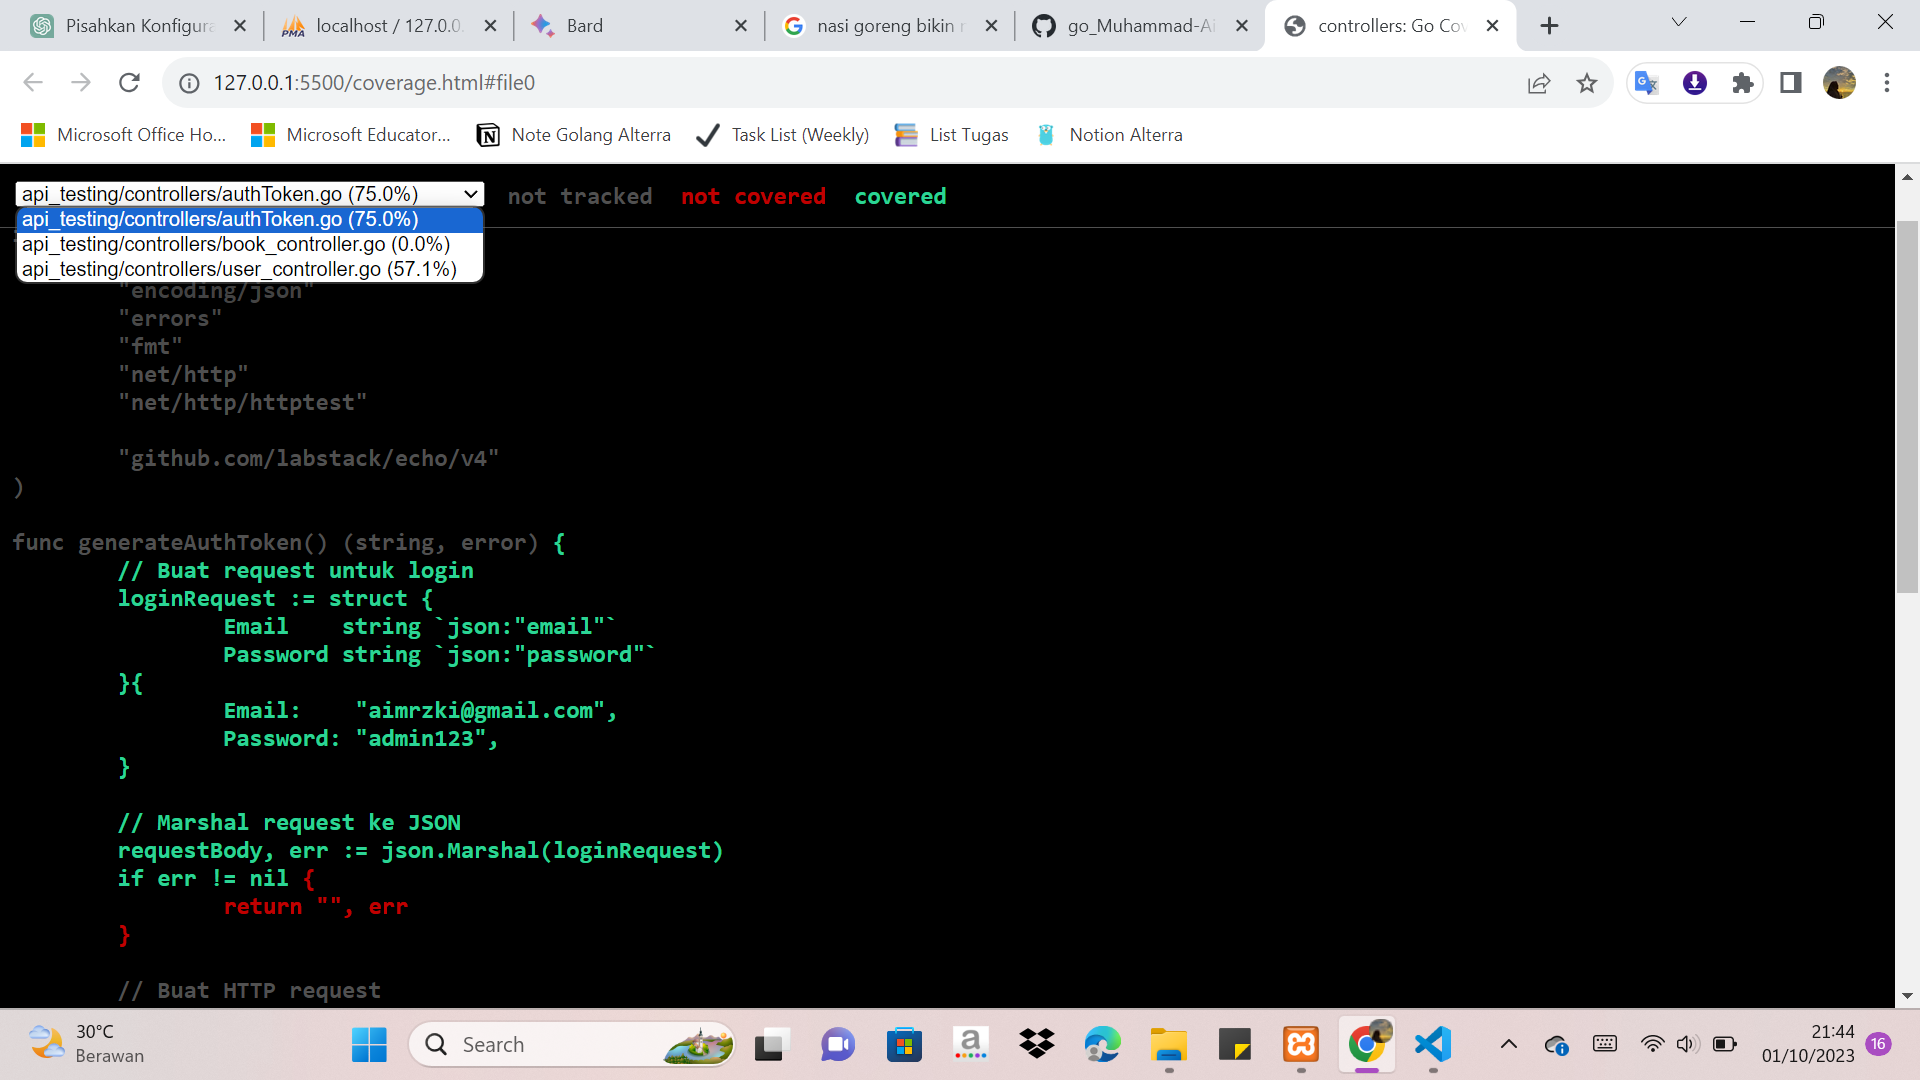 Pisahkan Konfigura
localhost / 127.0.0.
Bard
nasi goreng bikin r
go_Muhammad-Ai
controllers: Go Cov
127.0.0.1:5500/coverage.html#file0
Microsoft Office Ho...
Microsoft Educator...
Note Golang Alterra
Task List (Weekly)
List Tugas
Notion Alterra
api_testing/controllers/authToken.go (75.0%)
not tracked not covered covered
api_testing/controllers/authToken.go (75.0%)
api_testing/controllers/book_controller.go (0.0%)
api_testing/controllers/user_controller.go (57.1%)
"encoding/json"
"errors"
"fmt"
"net/http"
"net/http/httptest"
"github.com/labstack/echo/v4"
)
func generateAuthToken() (string, error) {
// Buat request untuk login
loginRequest := struct {
Email    string `json:"email"`
Password string `json:"password"`
}{
Email:    "aimrzki@gmail.com",
Password: "admin123",
}
// Marshal request ke JSON
requestBody, err := json.Marshal(loginRequest)
if err != nil {
return "", err
}
// Buat HTTP request
30°C
Berawan
Search
21:44
01/10/2023
16